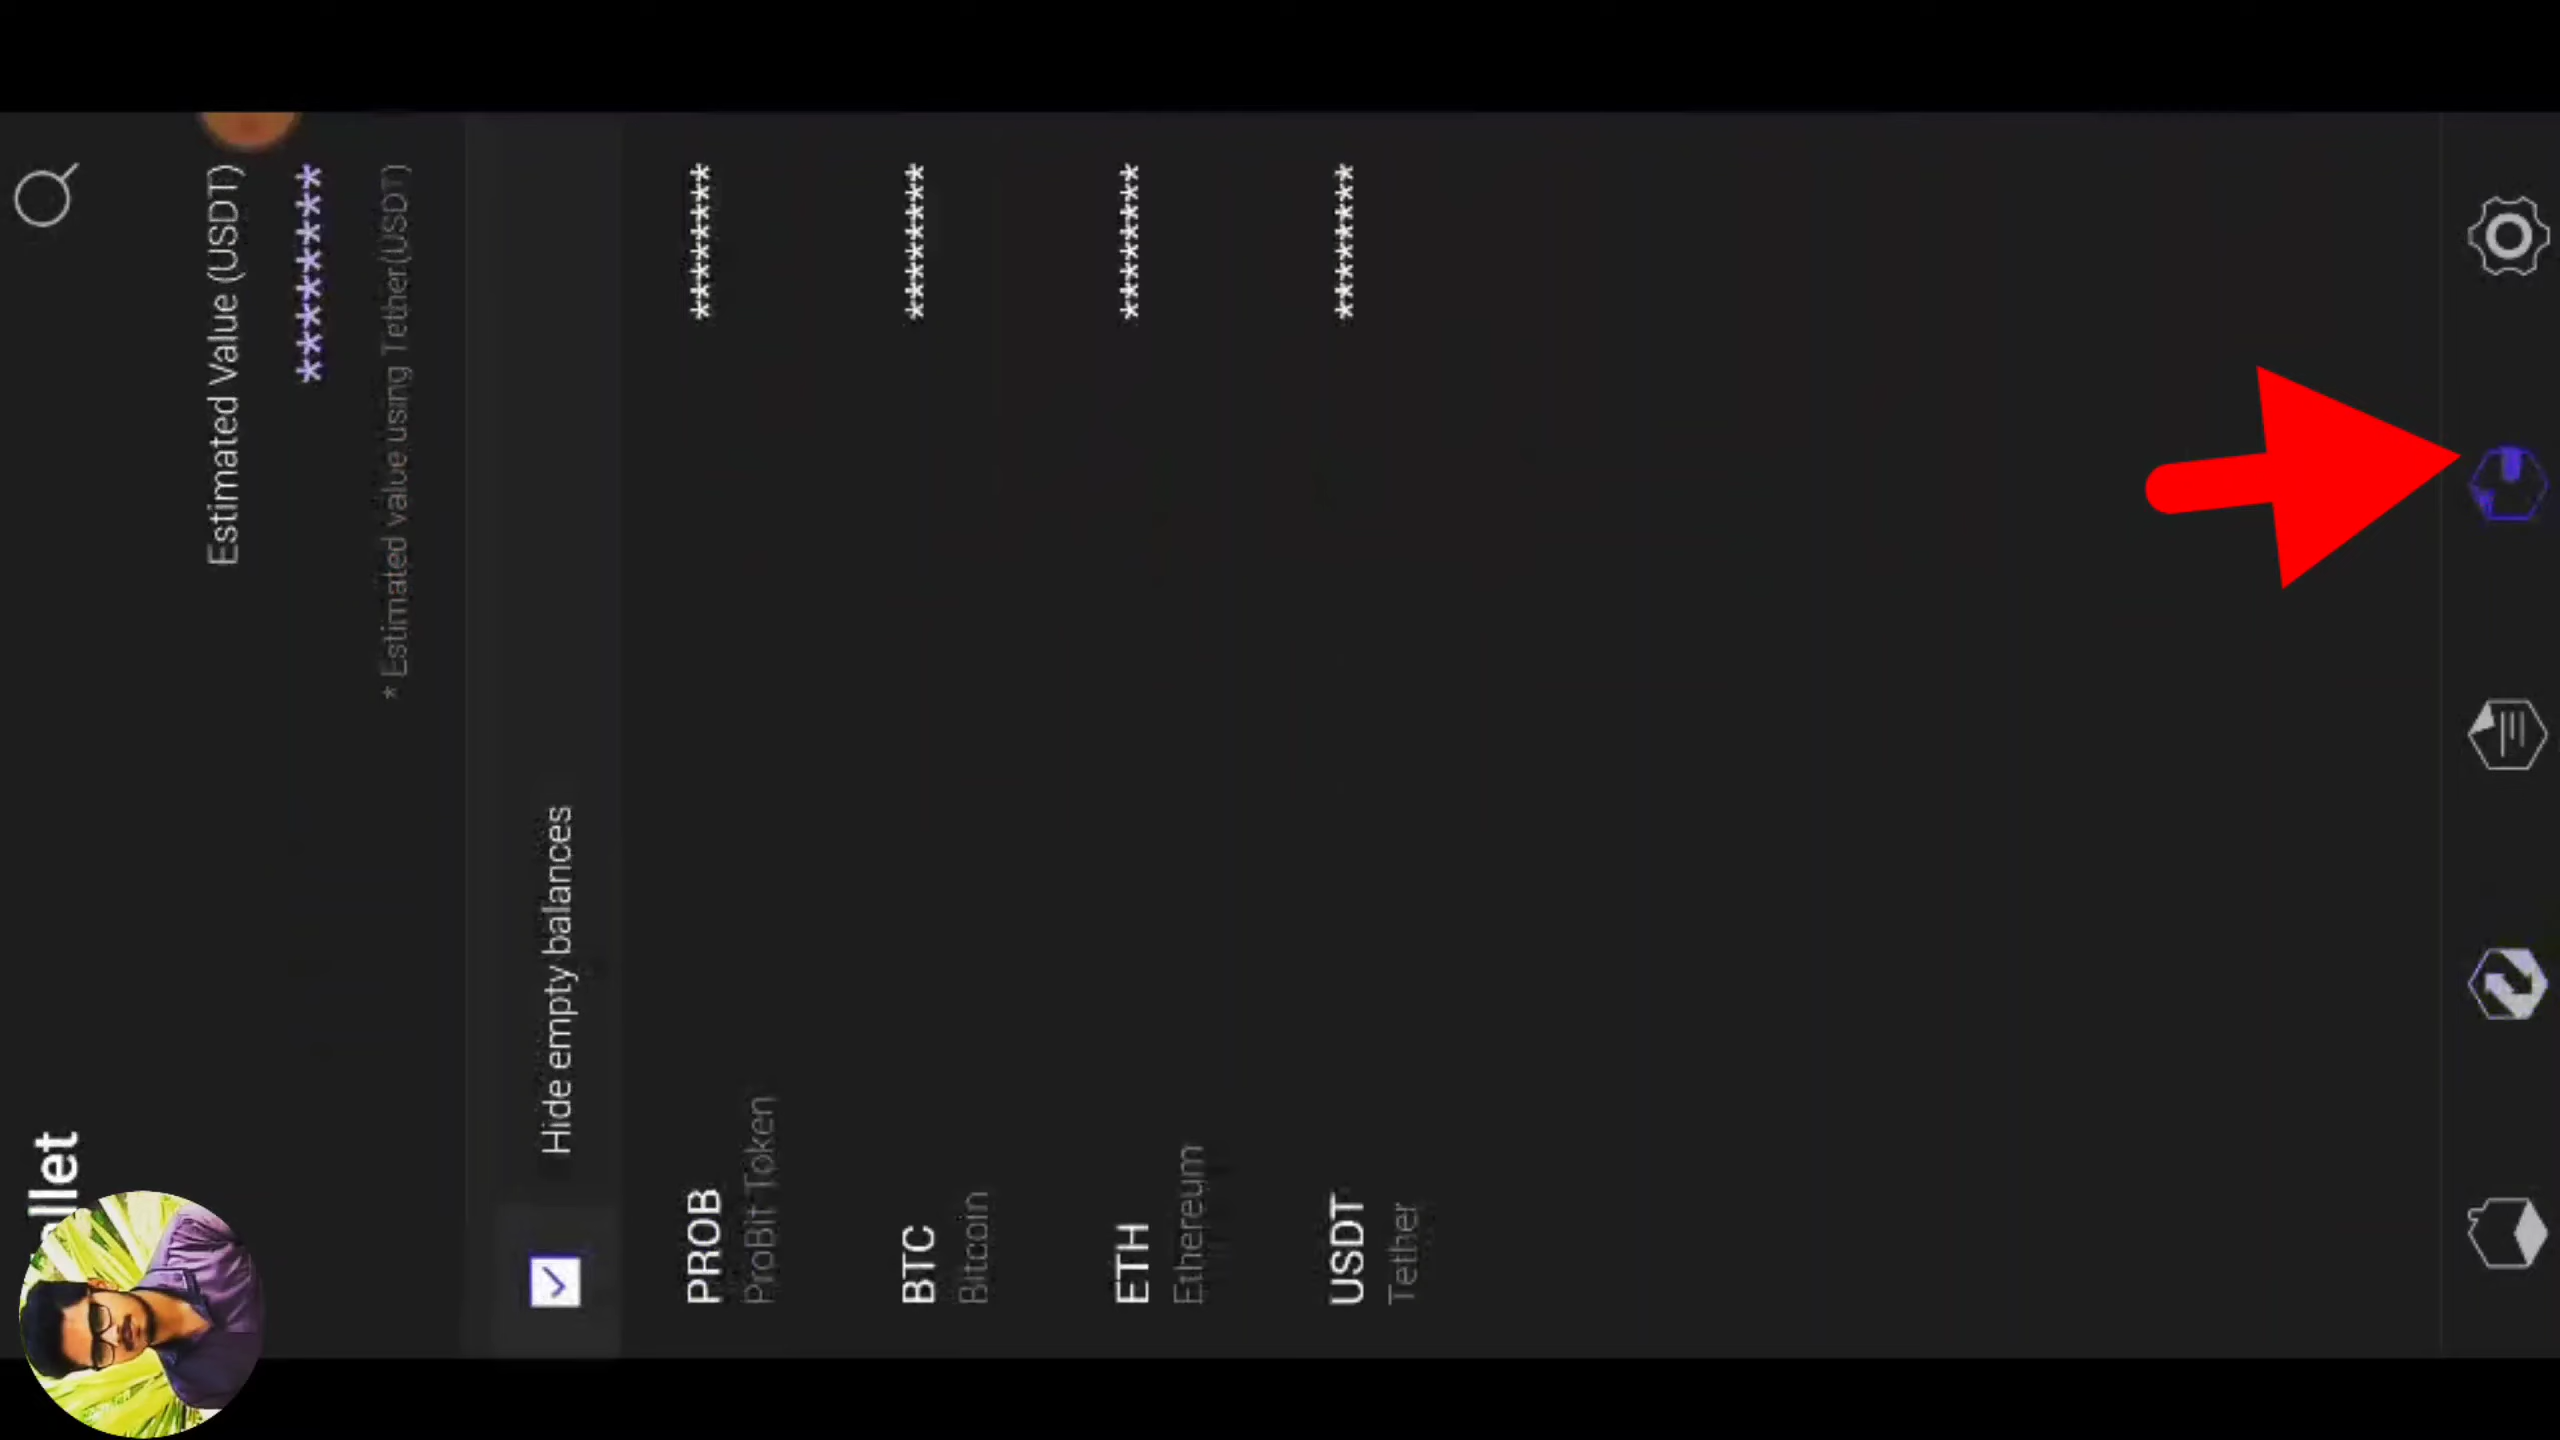 Estimated Value (USDT)
********
* Estimated value using Tether(USDT)
Hide empty balances
PROB
********
ProBit Token
BTC
********
Bitcoin
ETH
********
Ethereum
USDT
********
Tether